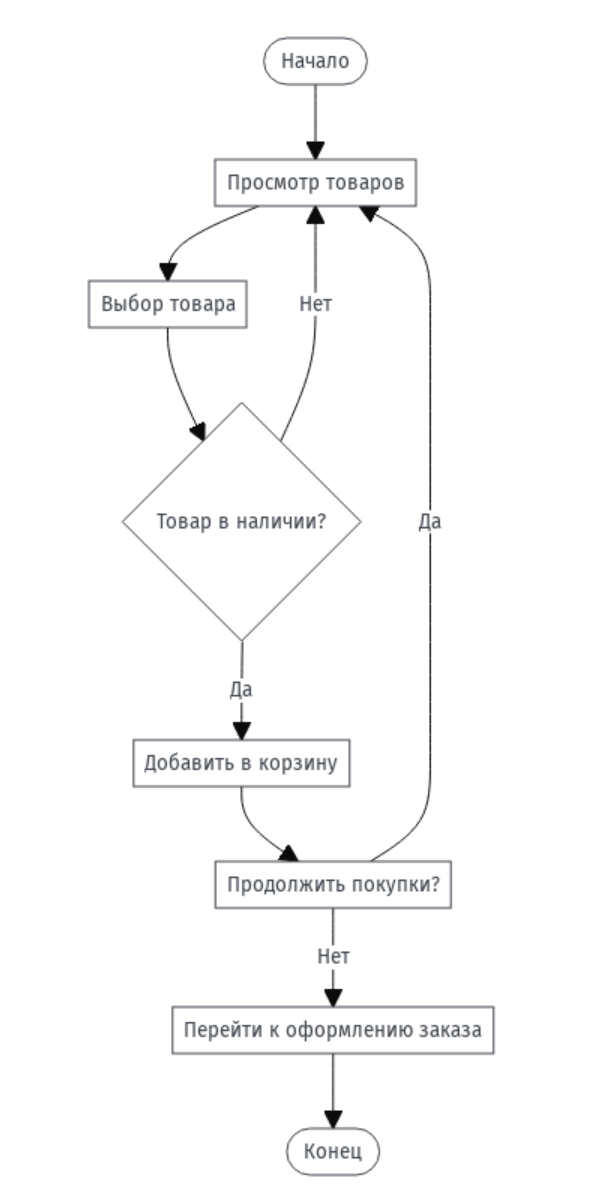 Начало
Просмотр товаров
Выбор товара
Нет
Товар в наличии?
Да
Да
Добавить в корзину
Продолжить покупки?
Нет
Перейти к оформлению заказа
Конец